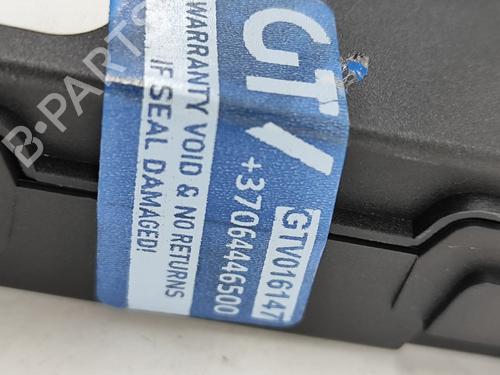 GT/
GTV016147
+37064446500
WARRANTY VOID & NO RETURNS
IF SEAL DAMAGED!
B-PARTS